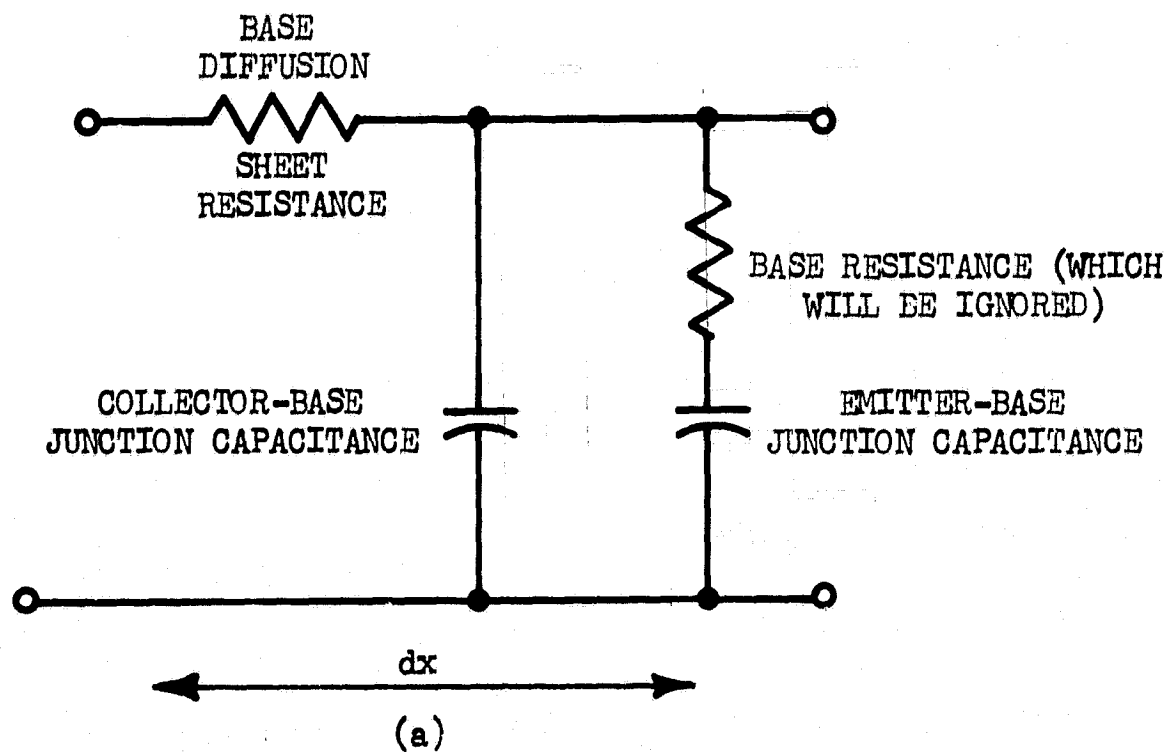 BASE
DIFFUSION
SHEET
RESISTANCE
BASE RESISTANCE (WHICH
WILL BE IGNORED)
COLLECTOR-BASE
JUNCTION CAPACITANCE
EMITTER-BASE
JUNCTION CAPACITANCE
dx
(a)